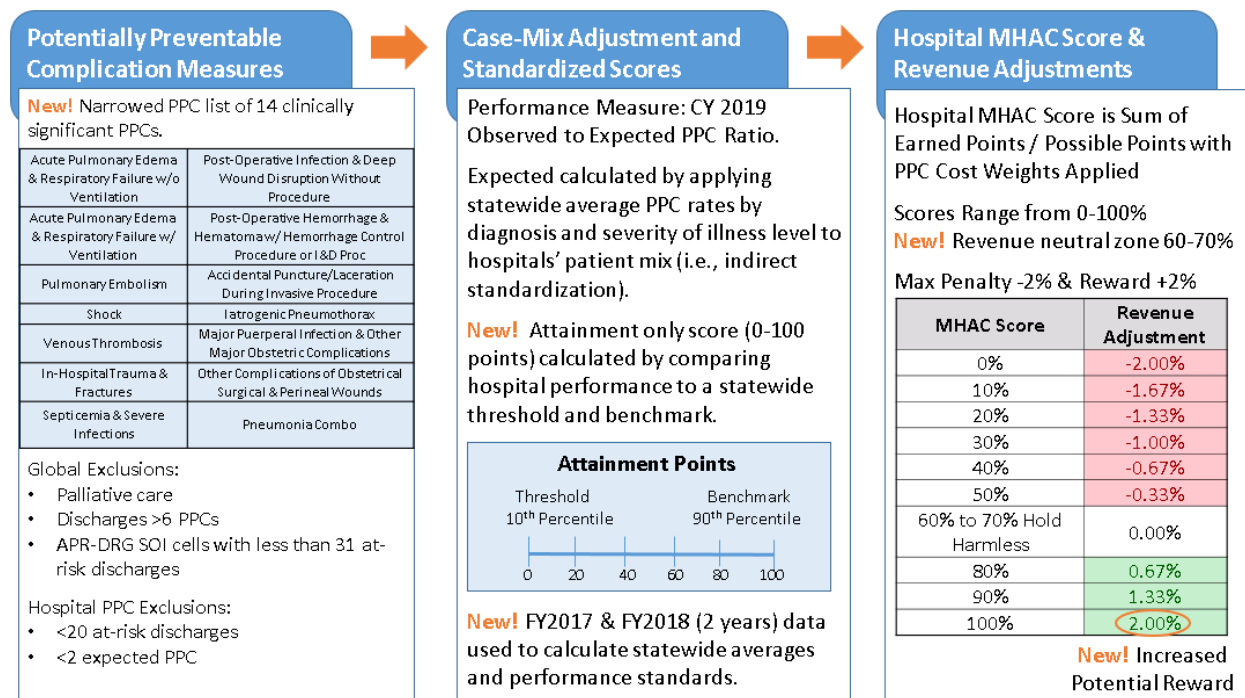 Potentially Preventable
Complication Measures
New! Narrowed PPC list of 14 clinically
significant PPCs.
Acute Pulmonary Edema
& Respiratory Failure w/o
Ventilation
Post-Operative Infection & Deep
Wound Disruption Without
Procedure
Acute Pulmonary Edema
& Respiratory Failure w/
Ventilation
Post-Operative Hemorrhage &
Hematoma w/ Hemorrhage Control
Procedure or I&D Proc
Pulmonary Embolism
Accidental Puncture/Laceration
During Invasive Procedure
Shock
Iatrogenic Pneumothorax
Venous Thrombosis
Major Puerperal Infection & Other
Major Obstetric Complications
In-Hospital Trauma &
Fractures
Other Complications of Obstetrical
Surgical & Perineal Wounds
Septicemia & Severe
Infections
Pneumonia Combo
Global Exclusions:
• Palliative care
• Discharges >6 PPCs
• APR-DRG SOI cells with less than 31 at-
risk discharges
Hospital PPC Exclusions:
• <20 at-risk discharges
• <2 expected PPC
Case-Mix Adjustment and
Standardized Scores
Performance Measure: CY 2019
Observed to Expected PPC Ratio.
Expected calculated by applying
statewide average PPC rates by
diagnosis and severity of illness level to
hospitals' patient mix (i.e., indirect
standardization).
New! Attainment only score (0-100
points) calculated by comparing
hospital performance to a statewide
threshold and benchmark.
Attainment Points
Threshold
10th Percentile
Benchmark
90th Percentile
0 20 40 60 80 100
New! FY2017 & FY2018 (2 years) data
used to calculate statewide averages
and performance standards.
Hospital MHAC Score &
Revenue Adjustments
Hospital MHAC Score is Sum of
Earned Points / Possible Points with
PPC Cost Weights Applied
Scores Range from 0-100%
New! Revenue neutral zone 60-70%
Max Penalty -2% & Reward +2%
MHAC Score
Revenue
Adjustment
0% -2.00%
10% -1.67%
20% -1.33%
30% -1.00%
40% -0.67%
50% -0.33%
60% to 70% Hold
Harmless
0.00%
80% 0.67%
90% 1.33%
100% 2.00%
New! Increased
Potential Reward